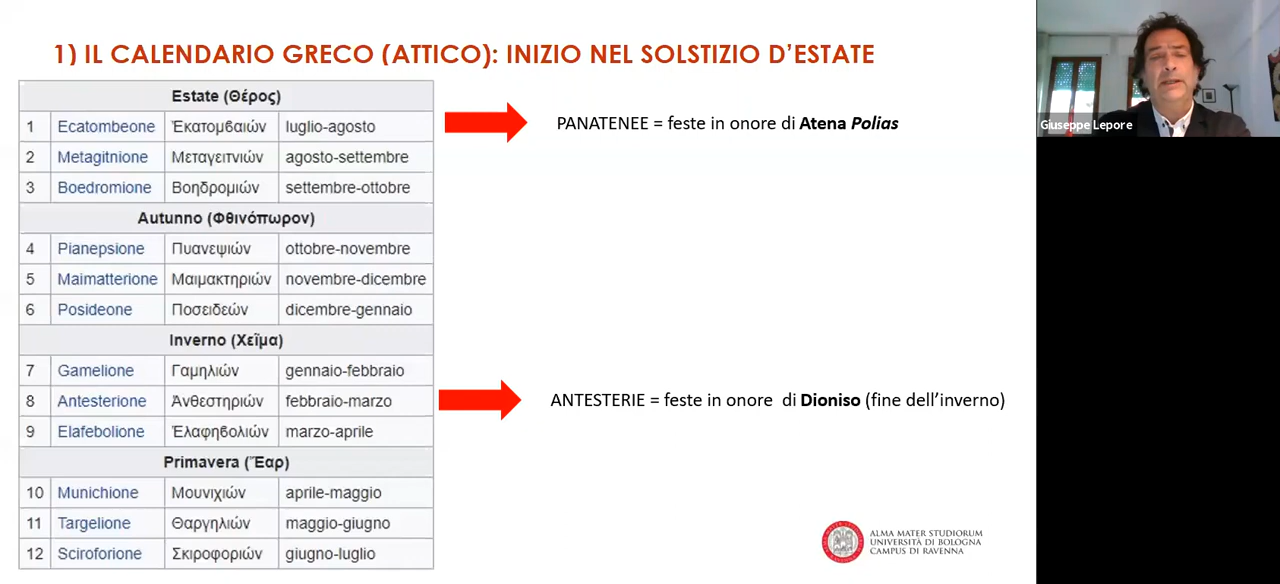 1) IL CALENDARIO GRECO (ATTICO): INIZIO NEL SOLSTIZIO D'ESTATE
Estate (Θέρος)
1 Ecatombeone Ἑκατομβαιών luglio-agosto
2 Metagitnione Μεταγειτνιών agosto-settembre
3 Boedromione Βοηδρομιών settembre-ottobre
Autunno (Φθινόπωρον)
4 Pianepsione Πυανεψιών ottobre-novembre
5 Maimatterione Μαιμακτηριών novembre-dicembre
6 Posideone Ποσειδεών dicembre-gennaio
Inverno (Χεῖμα)
7 Gamelione Γαμηλιών gennaio-febbraio
8 Antesterione Ἀνθεστηριών febbraio-marzo
9 Elafebolione Ἐλαφηβολιών marzo-aprile
Primavera (Ἔαρ)
10 Munichione Μουνιχιών aprile-maggio
11 Targelione Θαργηλιών maggio-giugno
12 Sciroforione Σκιροφοριών giugno-luglio
PANATENEE = feste in onore di Atena Polias
ANTESTERIE = feste in onore di Dioniso (fine dell'inverno)
ALMA MATER STUDIORUM
UNIVERSITÀ DI BOLOGNA
CAMPUS DI RAVENNA
Giuseppe Lepore